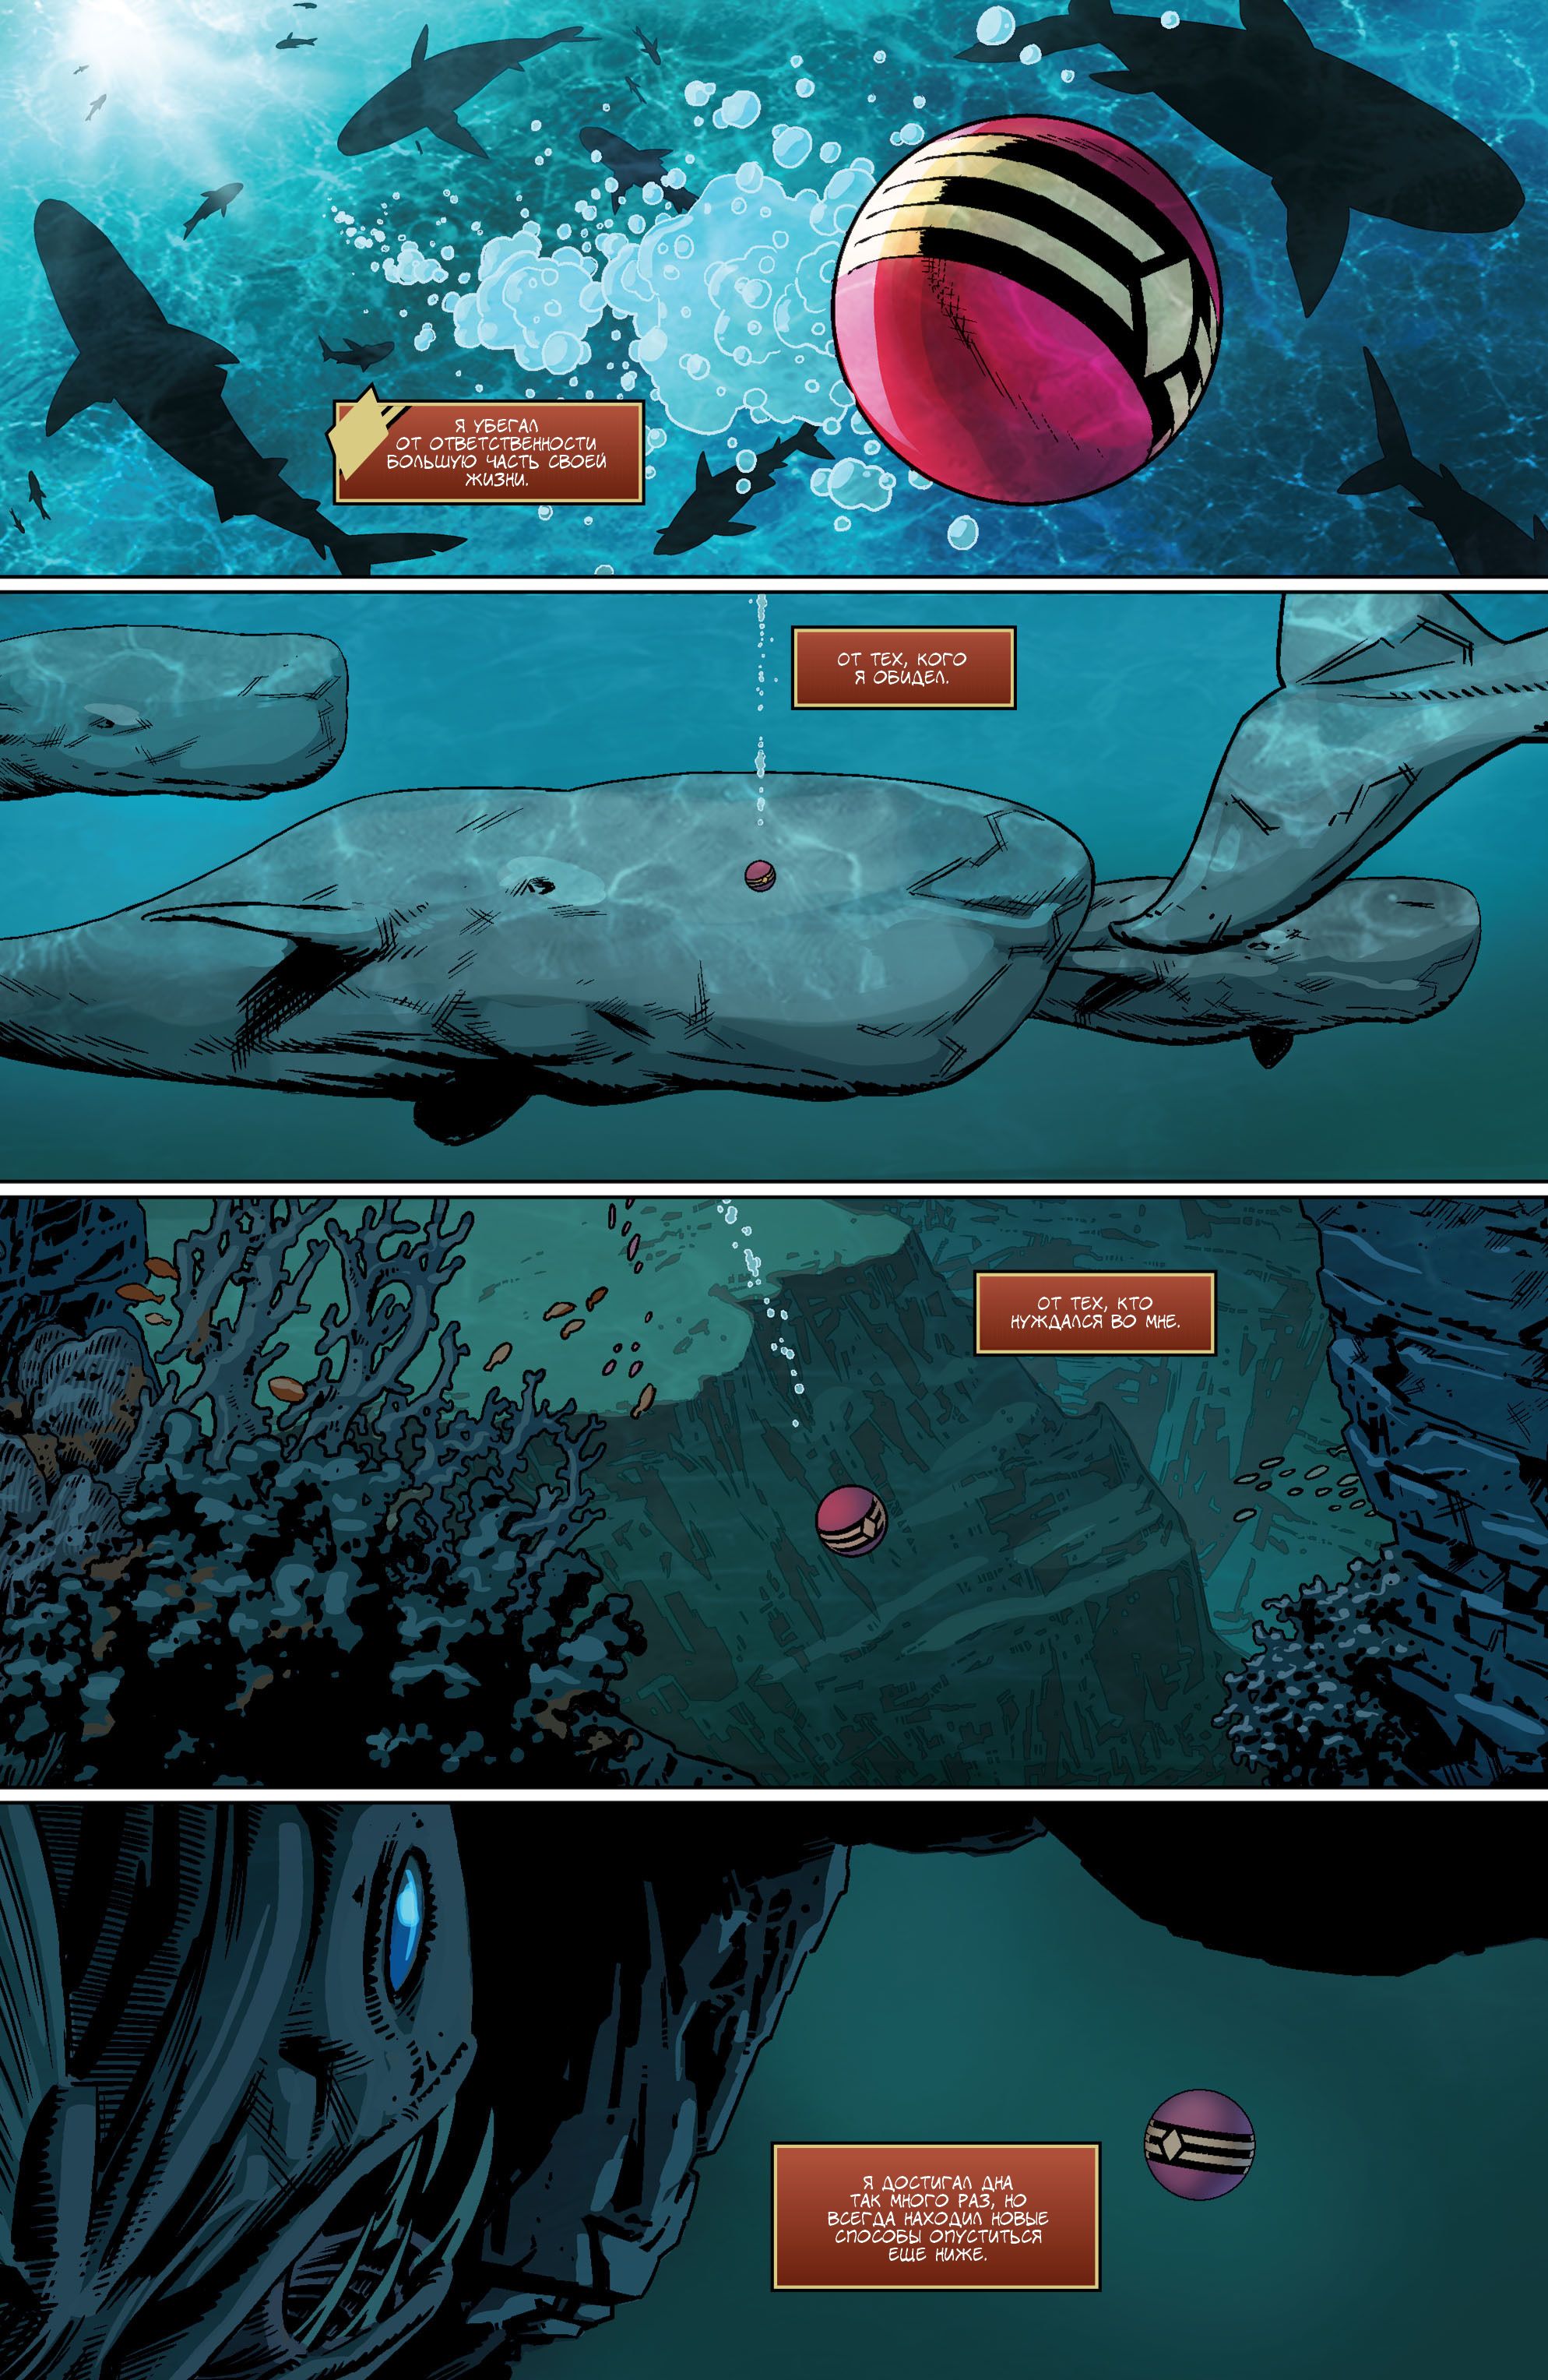 Я УБЕГАЛ
ОТ ОТВЕТСТВЕННОСТИ
БОЛЬШУЮ ЧАСТЬ СВОЕЙ
ЖИЗНИ.
ОТ ТЕХ, КОГО
Я ОБИДЕЛ.
ОТ ТЕХ, КТО
НУЖДАЛСЯ ВО МНЕ.
Я ДОСТИГАЛ ДНА
ТАК МНОГО РАЗ, НО
ВСЕГДА НАХОДИЛ НОВЫЕ
СПОСОБЫ ОПУСТИТЬСЯ
ЕЩЕ НИЖЕ.